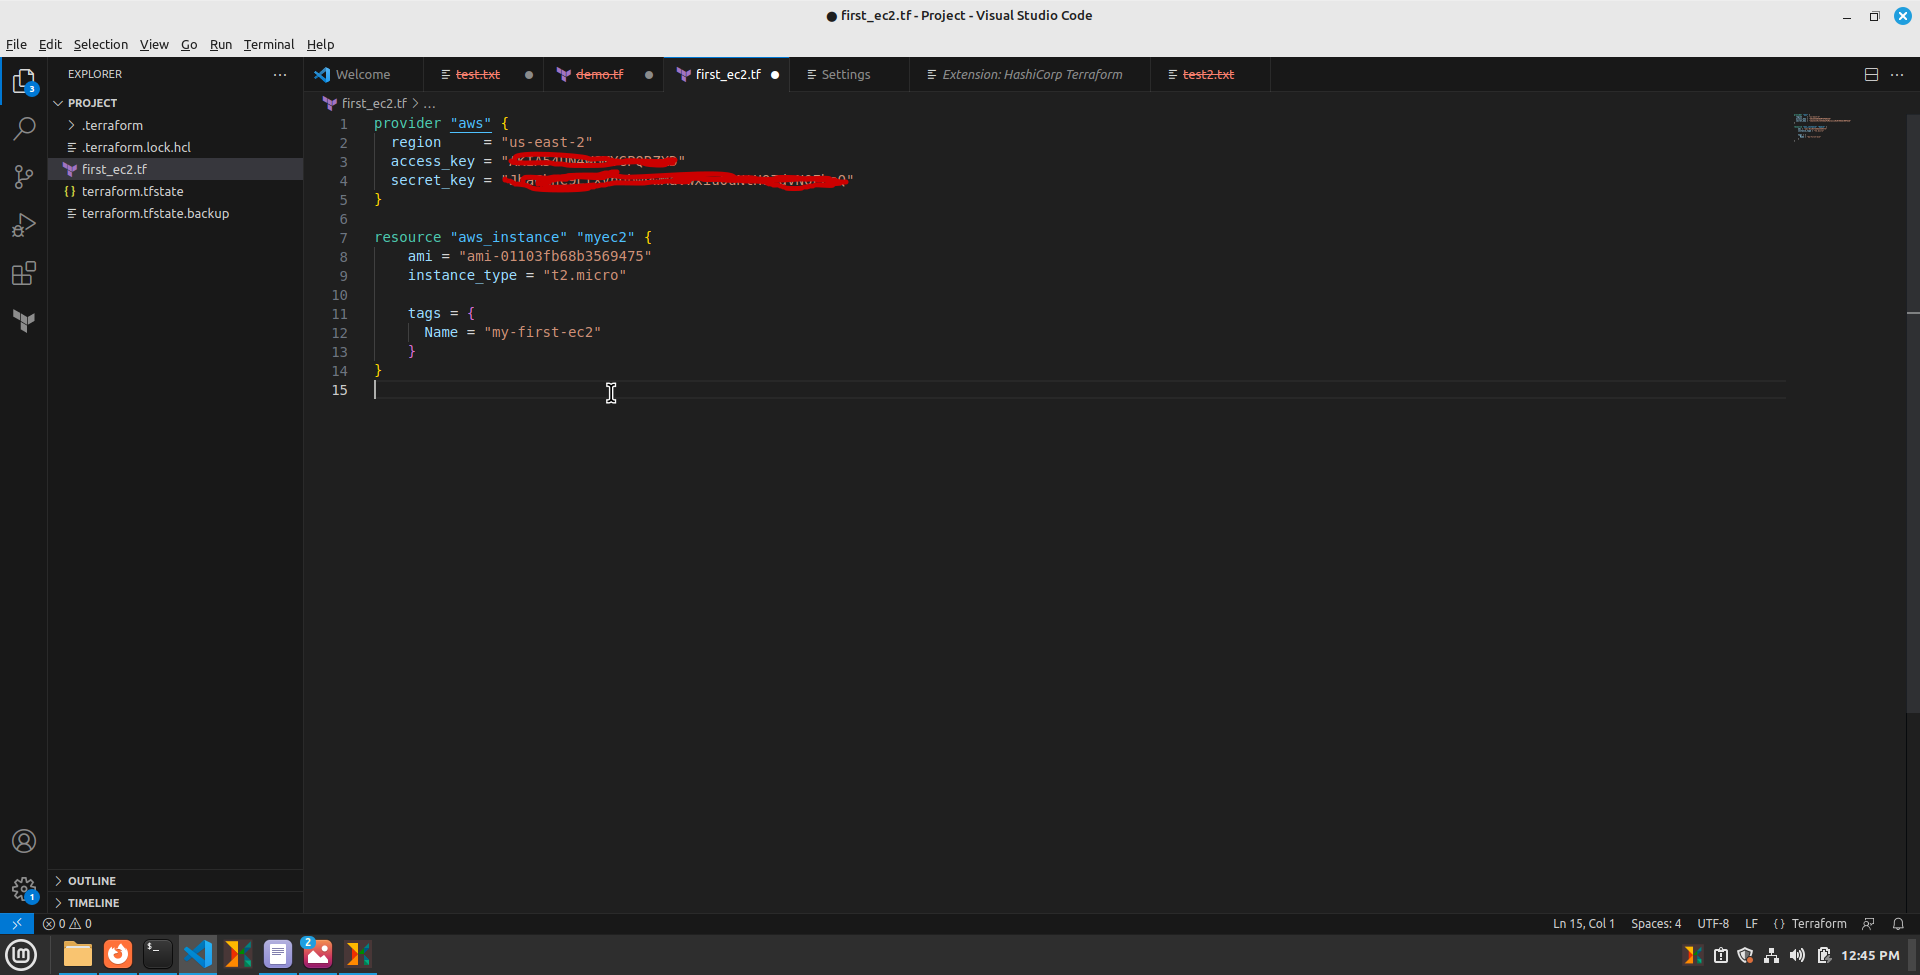 first_ec2.tf - Project - Visual Studio Code
File Edit Selection View Go Run Terminal Help
EXPLORER
Welcome
test.txt
demo.tf
first_ec2.tf
Settings
Extension: HashiCorp Terraform
test2.txt
PROJECT
.terraform
.terraform.lock.hcl
first_ec2.tf
terraform.tfstate
terraform.tfstate.backup
first_ec2.tf > ...
1 provider "aws" {
2 region = "us-east-2"
3 access_key = "
4 secret_key = "
5 }
6
7 resource "aws_instance" "myec2" {
8 ami = "ami-01103fb68b3569475"
9 instance_type = "t2.micro"
10
11 tags = {
12 Name = "my-first-ec2"
13 }
14 }
15
3
1
OUTLINE
TIMELINE
0 0
Ln 15, Col 1 Spaces: 4 UTF-8 LF {} Terraform
2
12:45 PM